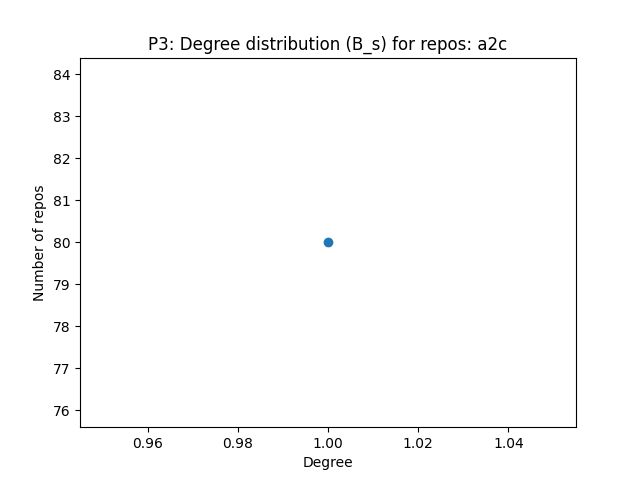 P3: Degree distribution (B_s) for repos: a2c
84
83
82
81
80
79
78
77
76
Number of repos
0.96 0.98 1.00 1.02 1.04
Degree